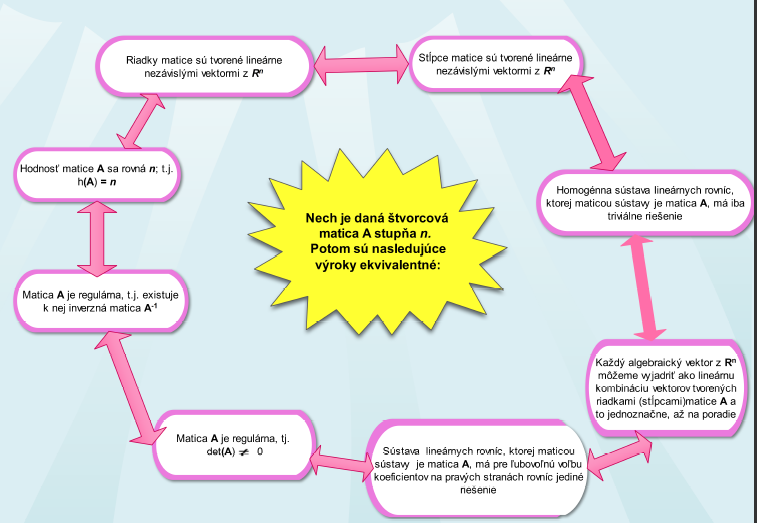 Riadky matice sú tvorené lineárne
nezávislými vektormi z Rⁿ
Stĺpce matice sú tvorené lineárne
nezávislými vektormi z Rⁿ
Hodnosť matice A sa rovná n; t.j.
h(A) = n
Homogénna sústava lineárnych rovníc,
ktorej maticou sústavy je matica A, má iba
triviálne riešenie
Nech je daná štvorcová
matica A stupňa n.
Potom sú nasledujúce
výroky ekvivalentné:
Matica A je regulárna, t.j. existuje
k nej inverzná matica A⁻¹
Každý algebraický vektor z Rⁿ
môžeme vyjadriť ako lineárnu
kombináciu vektorov tvorených
riadkami (stĺpcami)matice A a
to jednoznačne, až na poradie
Matica A je regulárna, tj.
det(A) ≠ 0
Sústava lineárnych rovníc, ktorej maticou
sústavy je matica A, má pre ľubovoľnú voľbu
koeficientov na pravých stranách rovníc jediné
riešenie